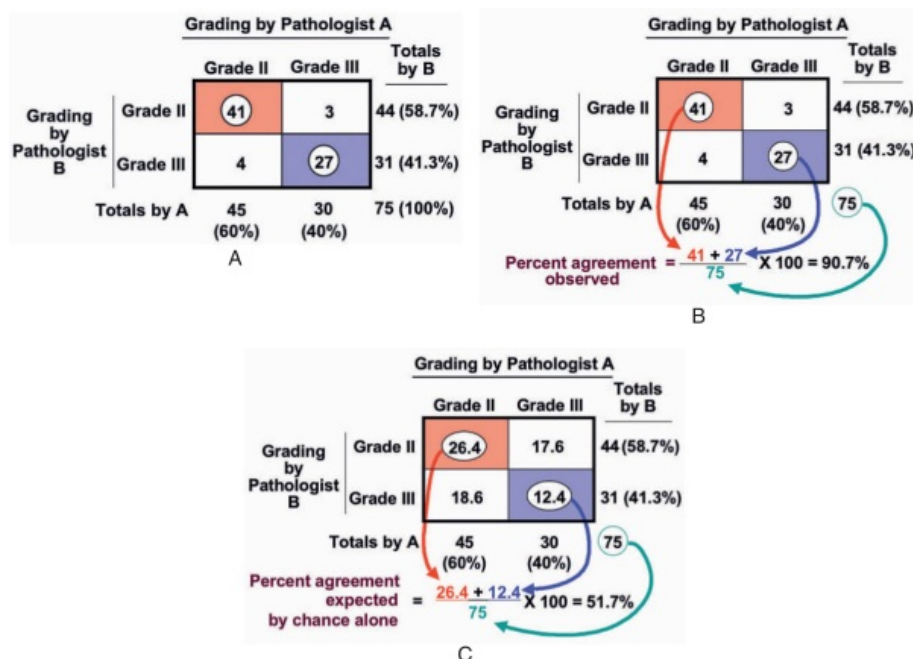 Grading by Pathologist A
Totals by B
Grade II Grade III
Grading by Pathologist B
Grade II 41 3 44 (58.7%)
Grade III 4 27 31 (41.3%)
Totals by A 45 30 75 (100%)
(60%) (40%)
A
Grading by Pathologist A
Totals by B
Grade II Grade III
Grading by Pathologist B
Grade II 41 3 44 (58.7%)
Grade III 4 27 31 (41.3%)
Totals by A 45 30 75
(60%) (40%)
Percent agreement observed = 41 + 27 / 75 X 100 = 90.7%
B
Grading by Pathologist A
Totals by B
Grade II Grade III
Grading by Pathologist B
Grade II 26.4 17.6 44 (58.7%)
Grade III 18.6 12.4 31 (41.3%)
Totals by A 45 30 75
(60%) (40%)
Percent agreement expected by chance alone = 26.4 + 12.4 / 75 X 100 = 51.7%
C